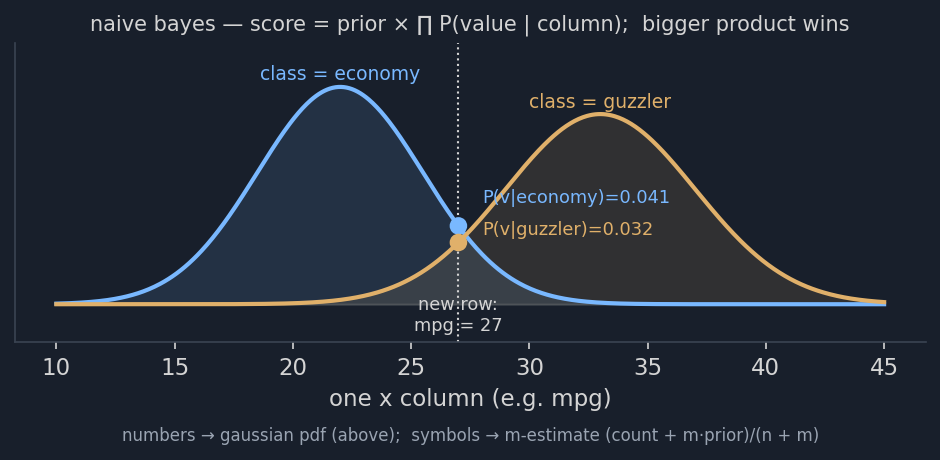 naive bayes — score = prior × ∏ P(value | column);  bigger product wins
class = economy
class = guzzler
P(v|economy)=0.041
P(v|guzzler)=0.032
new row:
mpg = 27
10 15 20 25 30 35 40 45
one x column (e.g. mpg)
numbers → gaussian pdf (above);  symbols → m-estimate (count + m·prior)/(n + m)